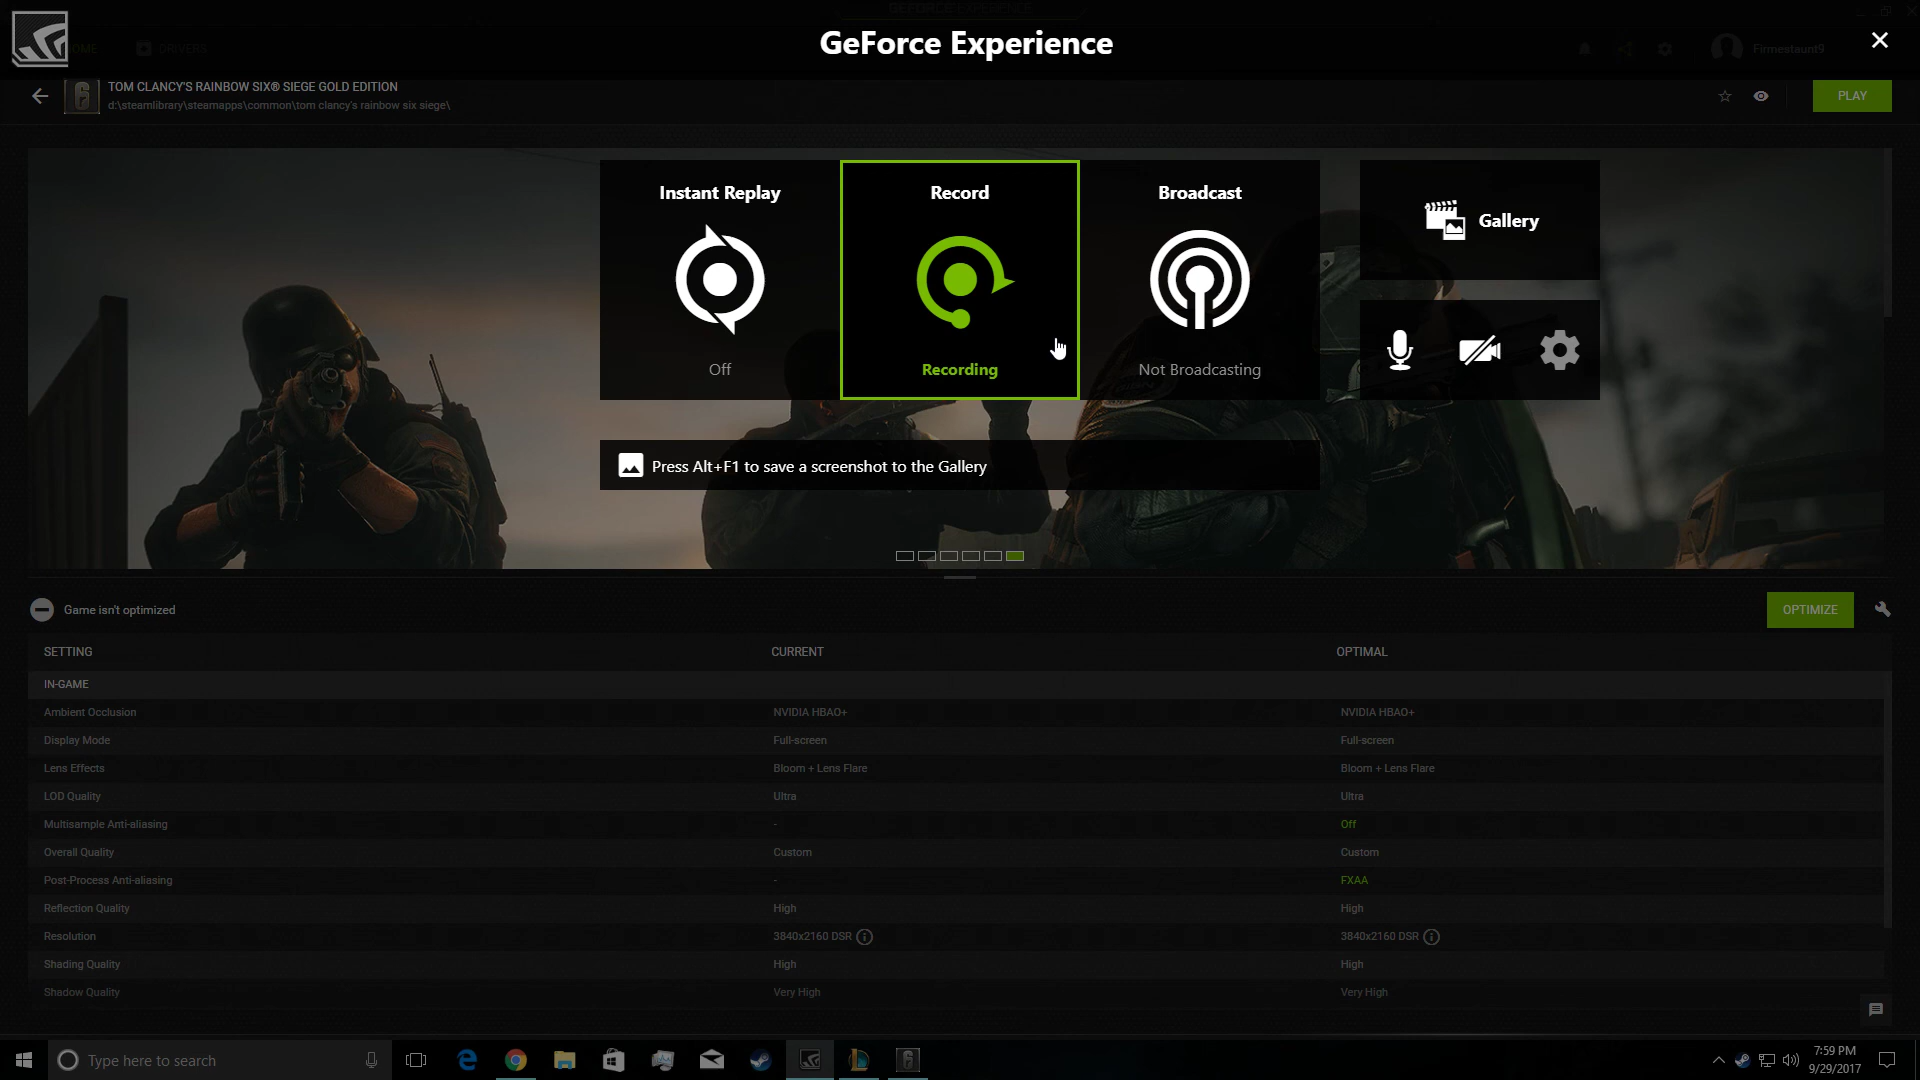 GEFORCE EXPERIENCE
GeForce Experience
HOME
DRIVERS
Firmestaunt9
TOM CLANCY'S RAINBOW SIX® SIEGE GOLD EDITION
d:\steamlibrary\steamapps\common\tom clancy's rainbow six siege\
PLAY
Instant Replay
Record
Broadcast
Gallery
Off
Recording
Not Broadcasting
Press Alt+F1 to save a screenshot to the Gallery
Game isn't optimized
OPTIMIZE
SETTING CURRENT OPTIMAL
IN-GAME
Ambient Occlusion NVIDIA HBAO+ NVIDIA HBAO+
Display Mode Full-screen Full-screen
Lens Effects Bloom + Lens Flare Bloom + Lens Flare
LOD Quality Ultra Ultra
Multisample Anti-aliasing - Off
Overall Quality Custom Custom
Post-Process Anti-aliasing - FXAA
Reflection Quality High High
Resolution 3840x2160 DSR 3840x2160 DSR
Shading Quality High High
Shadow Quality Very High Very High
Type here to search
7:59 PM
9/29/2017